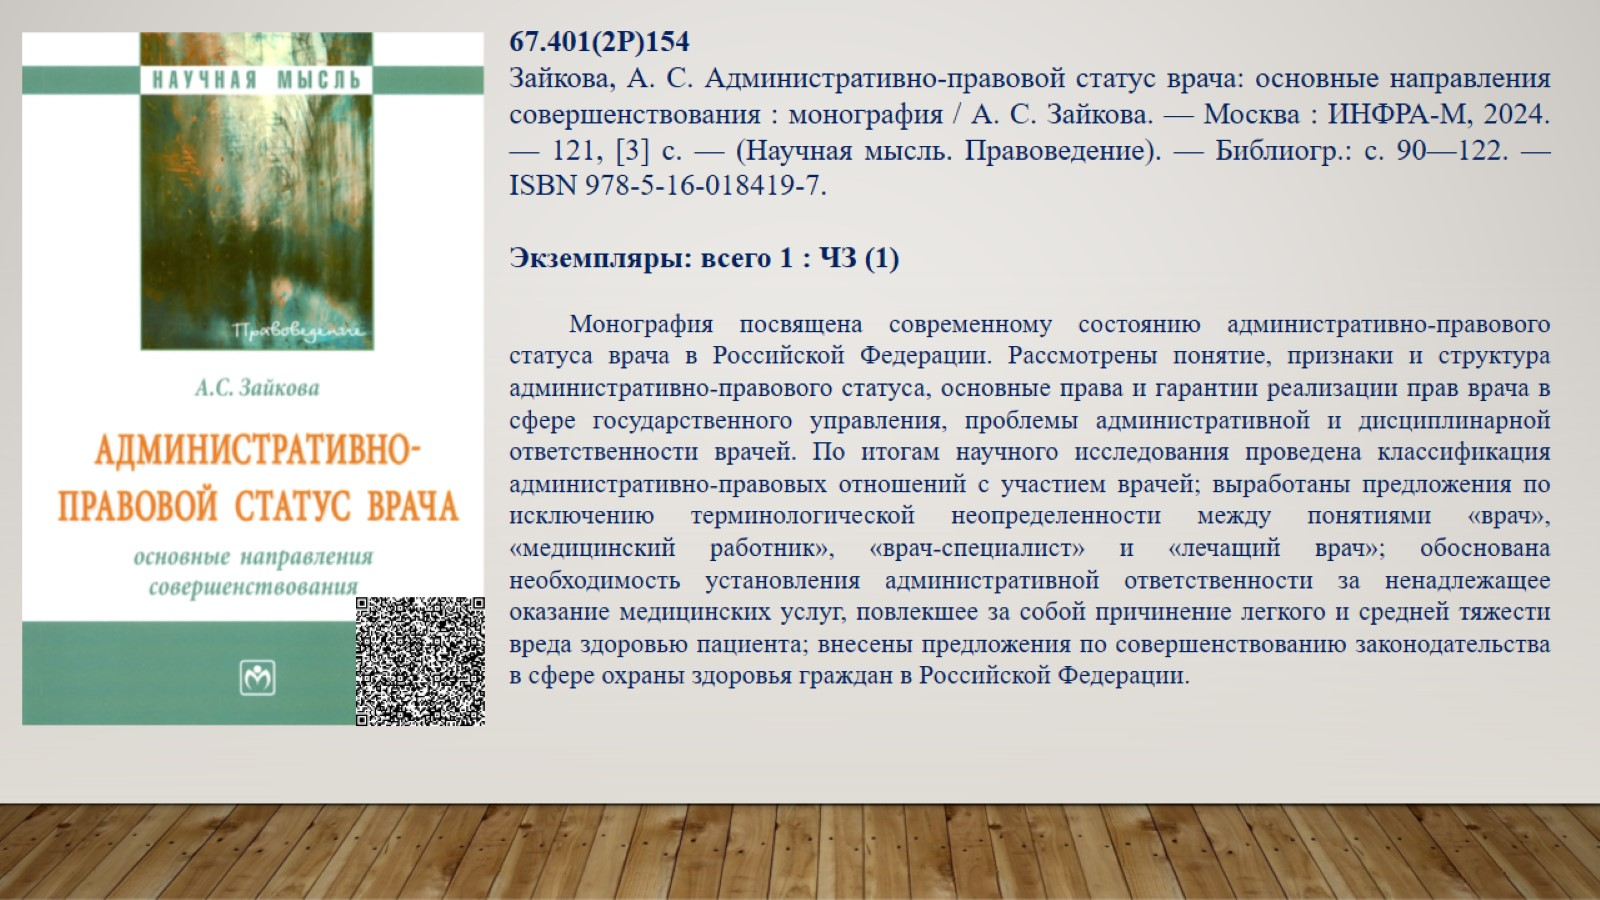 НАУЧНАЯ МЫСЛЬ
Правоведение
А.С. Зайкова
АДМИНИСТРАТИВНО-
ПРАВОВОЙ СТАТУС ВРАЧА
основные направления
совершенствования
67.401(2Р)154
Зайкова, А. С. Административно-правовой статус врача: основные направления
совершенствования : монография / А. С. Зайкова. — Москва : ИНФРА-М, 2024.
— 121, [3] с. — (Научная мысль. Правоведение). — Библиогр.: с. 90—122. —
ISBN 978-5-16-018419-7.
Экземпляры: всего 1 : ЧЗ (1)
Монография посвящена современному состоянию административно-правового
статуса врача в Российской Федерации. Рассмотрены понятие, признаки и структура
административно-правового статуса, основные права и гарантии реализации прав врача в
сфере государственного управления, проблемы административной и дисциплинарной
ответственности врачей. По итогам научного исследования проведена классификация
административно-правовых отношений с участием врачей; выработаны предложения по
исключению терминологической неопределенности между понятиями «врач»,
«медицинский работник», «врач-специалист» и «лечащий врач»; обоснована
необходимость установления административной ответственности за ненадлежащее
оказание медицинских услуг, повлекшее за собой причинение легкого и средней тяжести
вреда здоровью пациента; внесены предложения по совершенствованию законодательства
в сфере охраны здоровья граждан в Российской Федерации.